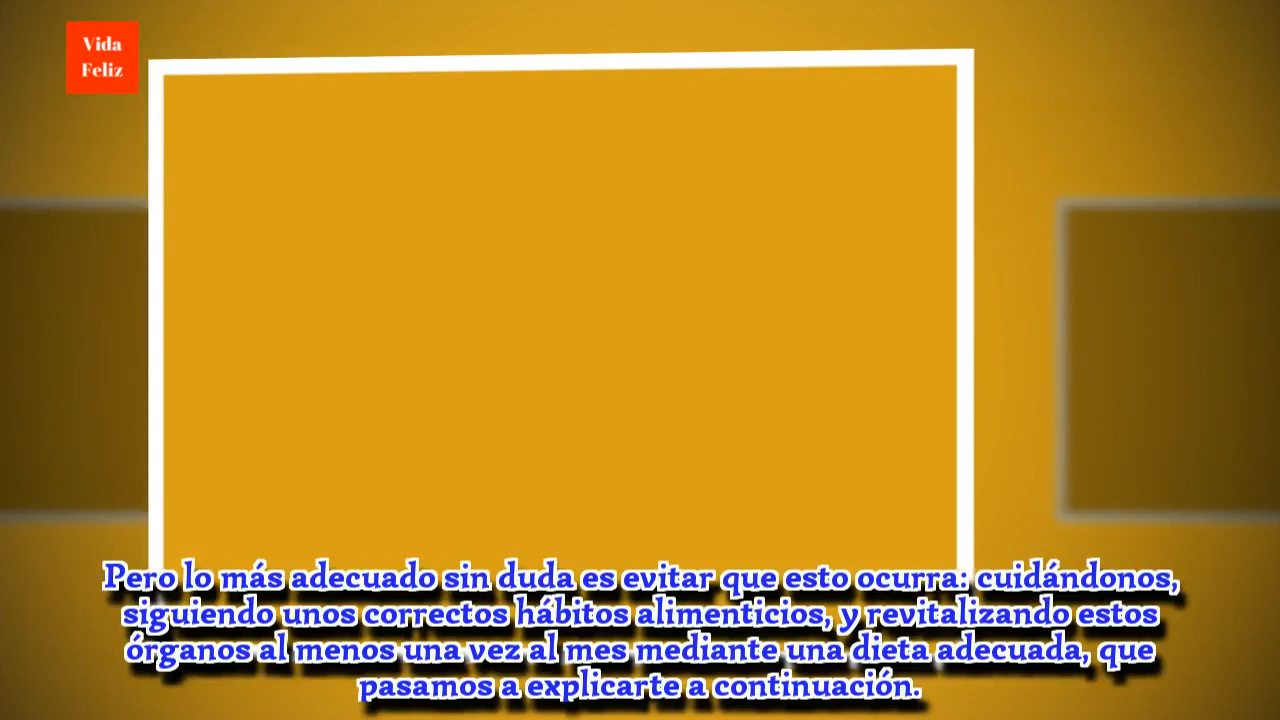 Vida
Feliz
Pero lo más adecuado sin duda es evitar que esto ocurra: cuidándonos,
siguiendo unos correctos hábitos alimenticios, y revitalizando estos
órganos al menos una vez al mes mediante una dieta adecuada, que
pasamos a explicarte a continuación.